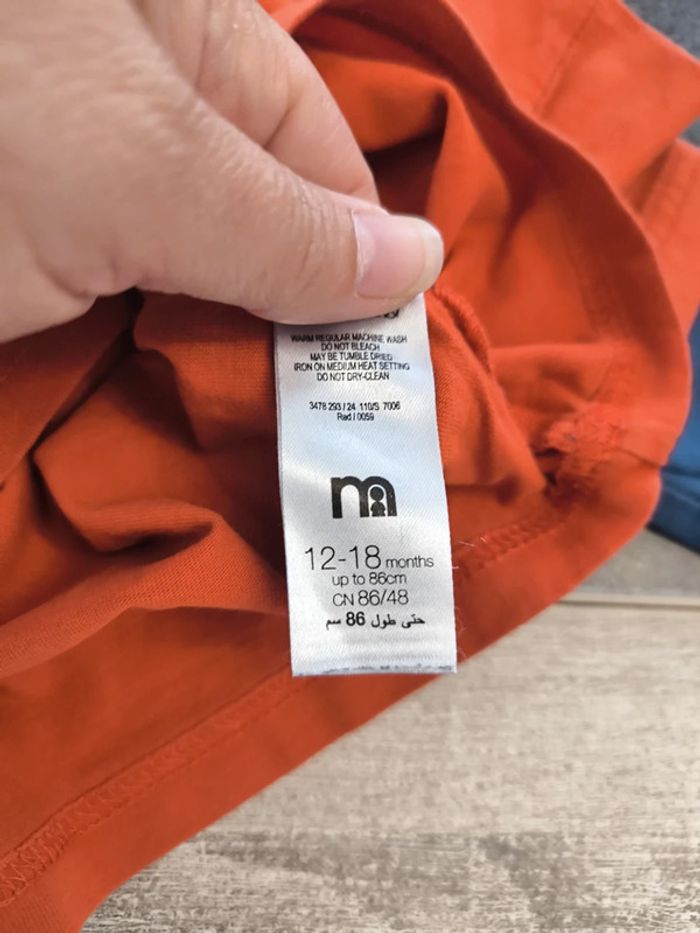 WARM REGULAR MACHINE WASH
DO NOT BLEACH
MAY BE TUMBLE DRIED
IRON ON MEDIUM HEAT SETTING
DO NOT DRY-CLEAN
3478 293 / 24 110/S 7006
Red / 0059
m
12-18 months
up to 86cm
CN 86/48
حتى طول 86 سم